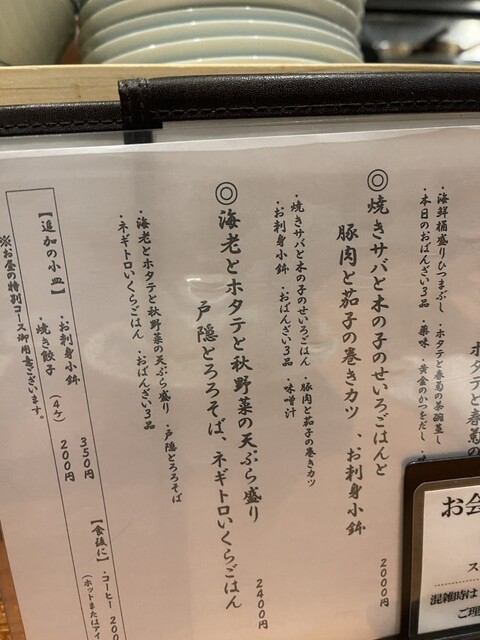 ホタテと春菊の
・海鮮桶盛りひつまぶし ・ホタテと春菊の茶碗蒸し
・本日のおばんざい3品 ・薬味 ・黄金のかつをだし
◎焼きサバと木の子のせいろごはんと
豚肉と茄子の巻きカツ 、お刺身小鉢
2000円
・焼きサバと木の子のせいろごはん ・豚肉と茄子の巻きカツ
・お刺身小鉢 ・おばんざい3品 ・味噌汁
◎海老とホタテと秋野菜の天ぷら盛り
戸隠とろろそば、ネギトロいくらごはん
2400円
・海老とホタテと秋野菜の天ぷら盛り ・戸隠とろろそば
・ネギトロいくらごはん ・おばんざい3品
【追加の小皿】
・お刺身小鉢 350円
・焼き餃子 (4ヶ) 200円
【食後に】
・コーヒー 200
(ホットまたはアイ
※お昼の特別コース御用意ございます。
お会
ス
混雑時は
ご理